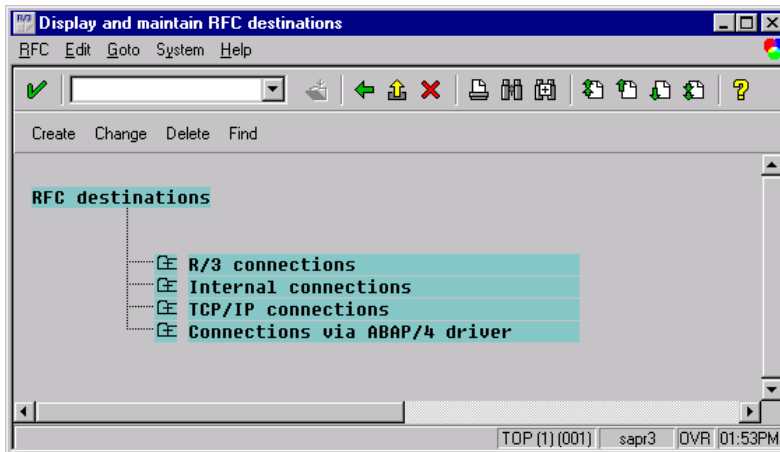 Display and maintain RFC destinations
RFC Edit Goto System Help
Create Change Delete Find
RFC destinations
R/3 connections
Internal connections
TCP/IP connections
Connections via ABAP/4 driver
TOP (1) (001) sapr3 OVR 01:53PM